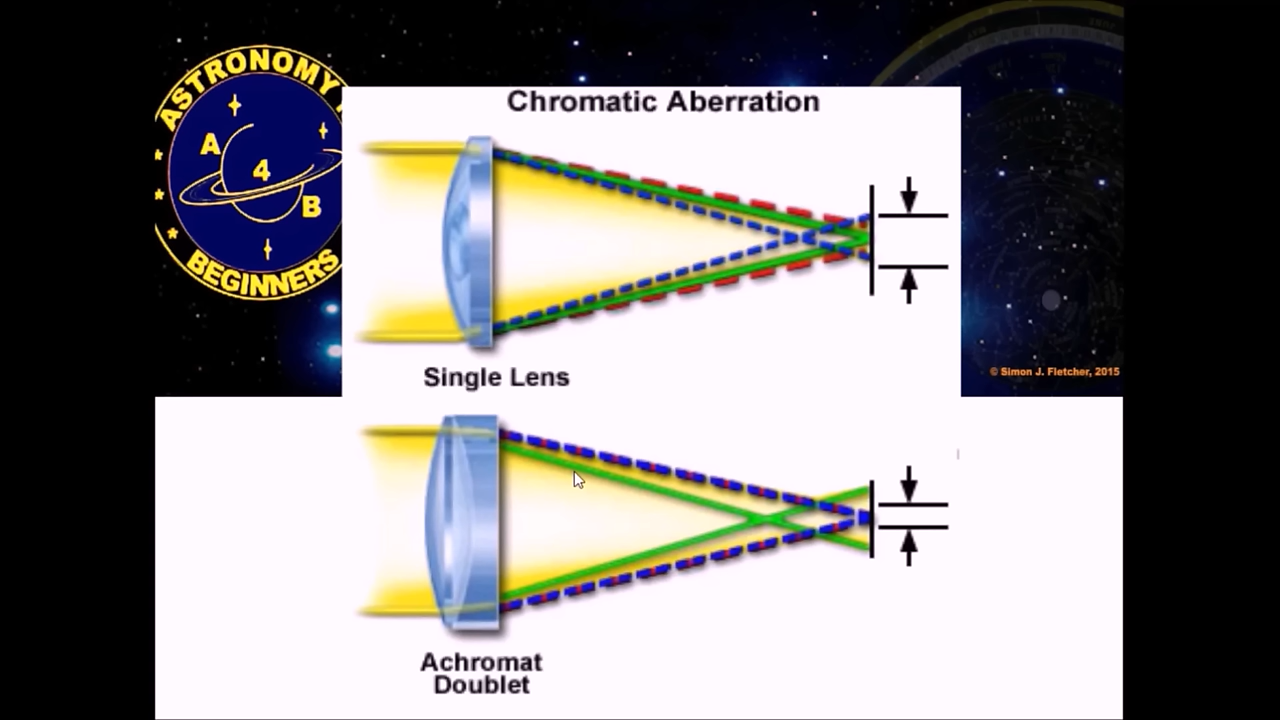 Chromatic Aberration
ASTRONOMY
A
4
B
BEGINNERS
© Simon J. Fletcher, 2015
Single Lens
Achromat
Doublet